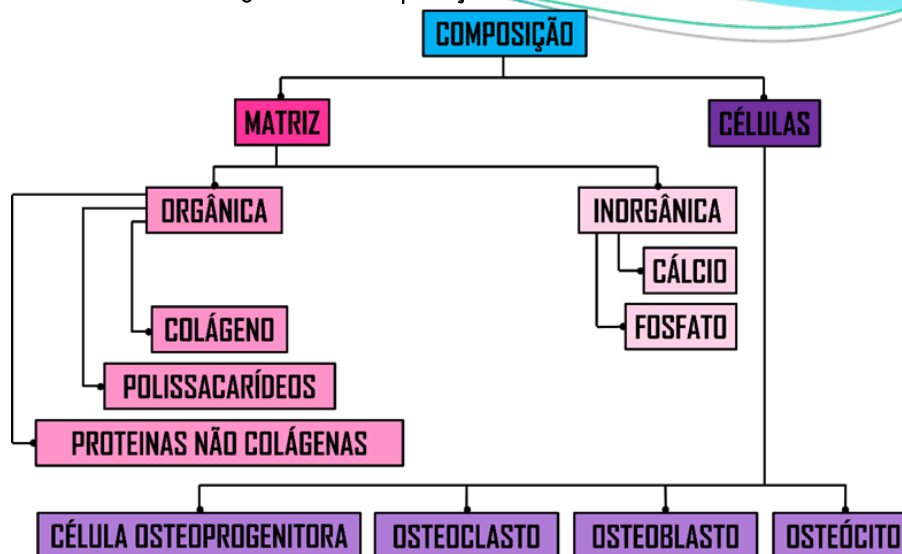 COMPOSIÇÃO
MATRIZ
CÉLULAS
ORGÂNICA
INORGÂNICA
CÁLCIO
COLÁGENO
FOSFATO
POLISSACARÍDEOS
PROTEINAS NÃO COLÁGENAS
CÉLULA OSTEOPROGENITORA
OSTEOCLASTO
OSTEOBLASTO
OSTEÓCITO